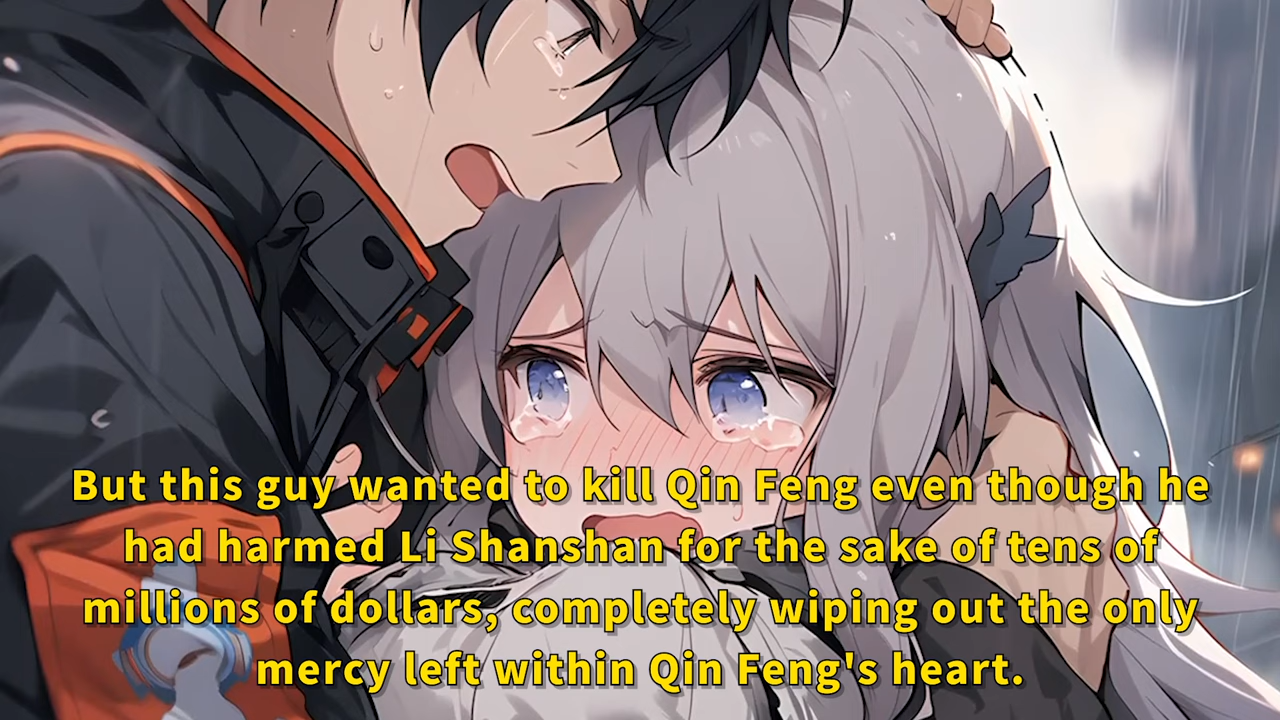 But this guy wanted to kill Qin Feng even though he
had harmed Li Shanshan for the sake of tens of
millions of dollars, completely wiping out the only
mercy left within Qin Feng's heart.